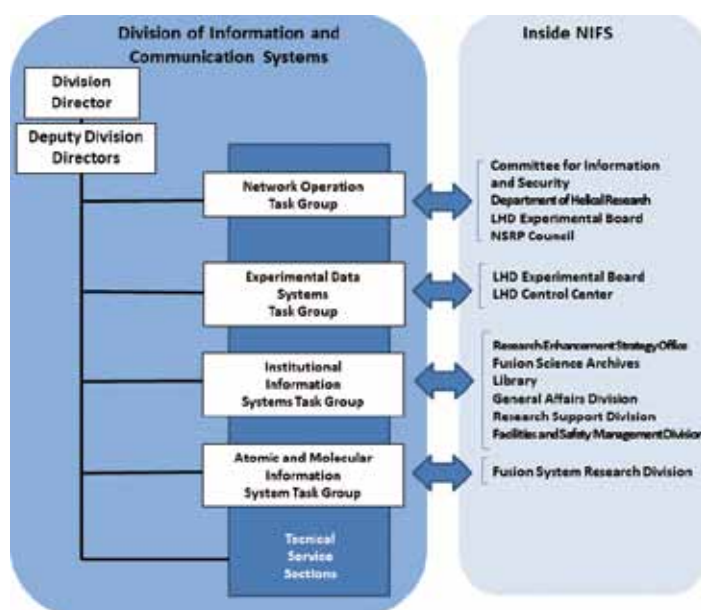 Division of Information and
Communication Systems
Division
Director
Deputy Division
Directors
Network Operation
Task Group
Experimental Data
Systems
Task Group
Institutional
Information
Systems Task Group
Atomic and Molecular
Information
System Task Group
Tecnical
Service
Sections
Inside NIFS
Committee for Information
and Security
Department of Helical Research
LHD Experimental Board
NSRP Council
LHD Experimental Board
LHD Control Center
Research Enhancement Strategy Office
Fusion Science Archives
Library
General Affairs Division
Research Support Division
Facilities and Safety Management Division
Fusion System Research Division